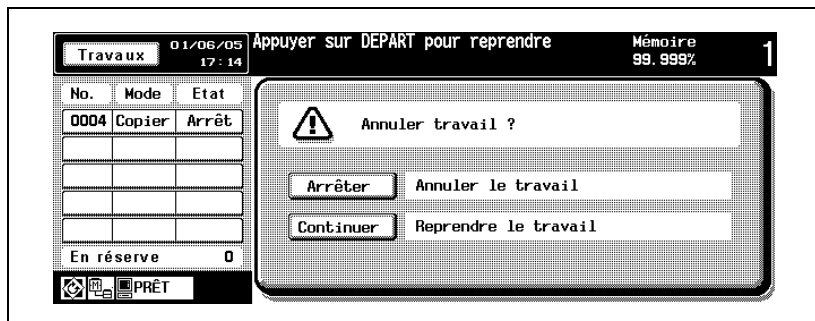 Travaux
01/06/05
17:14
Appuyer sur DEPART pour reprendre
Mémoire
99.999%
1
No. Mode Etat
0004 Copier Arrêt
En réserve 0
PRÊT
Annuler travail ?
Arrêter Annuler le travail
Continuer Reprendre le travail